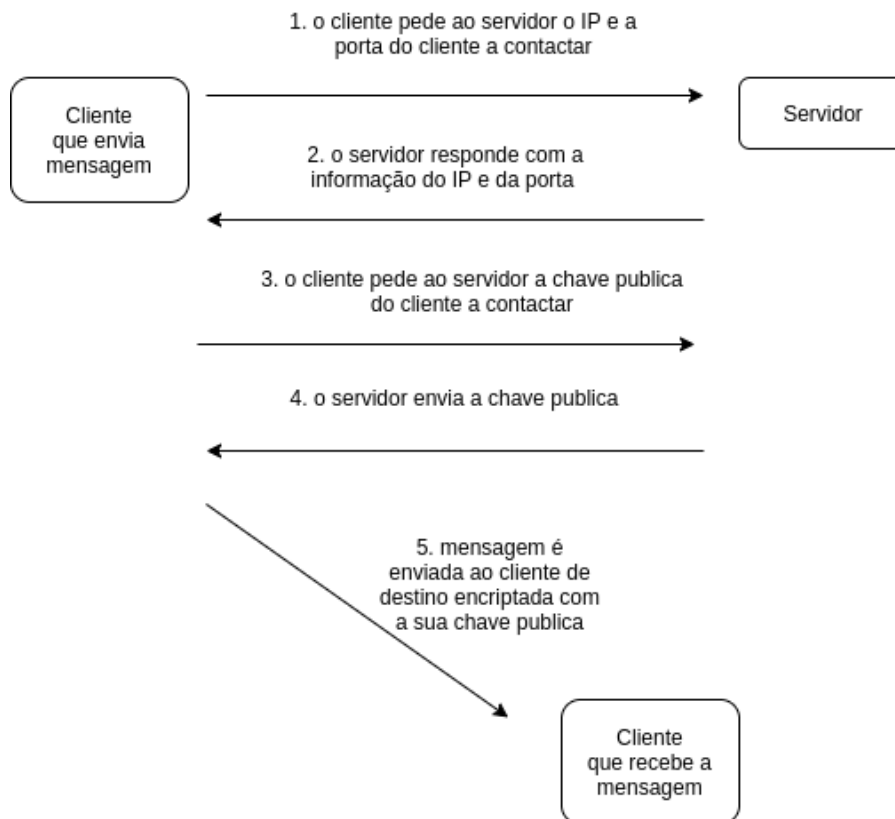 1. o cliente pede ao servidor o IP e a
porta do cliente a contactar
Cliente
que envia
mensagem
Servidor
2. o servidor responde com a
informação do IP e da porta
3. o cliente pede ao servidor a chave publica
do cliente a contactar
4. o servidor envia a chave publica
5. mensagem é
enviada ao cliente de
destino encriptada com
a sua chave publica
Cliente
que recebe a
mensagem